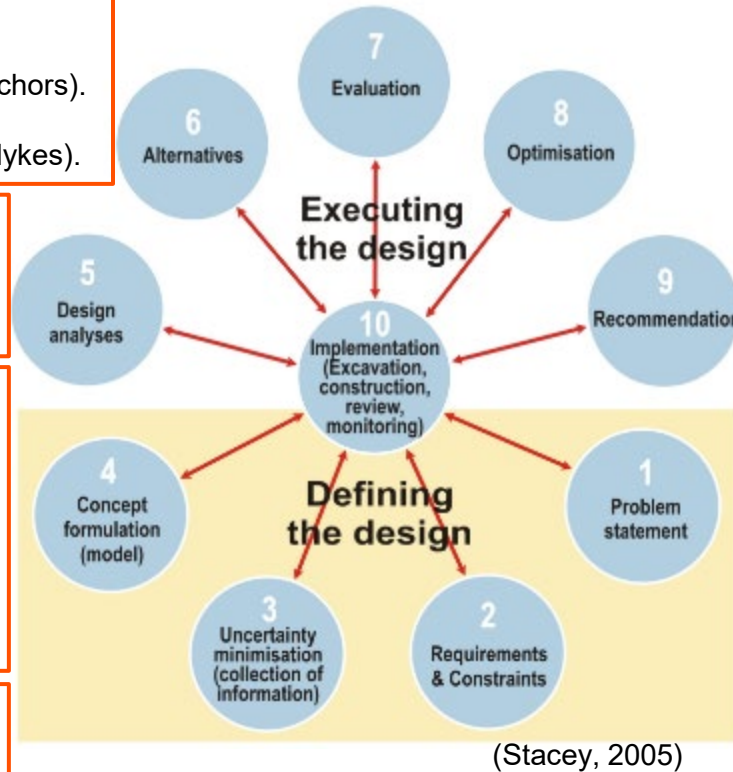 chors).
lykes).
7
Evaluation
6
Alternatives
8
Optimisation
Executing
the design
5
Design
analyses
9
Recommendation
10
Implementation
(Excavation,
construction,
review,
monitoring)
4
Concept
formulation
(model)
Defining
the design
1
Problem
statement
3
Uncertainty
minimisation
(collection of
information)
2
Requirements
& Constraints
(Stacey, 2005)